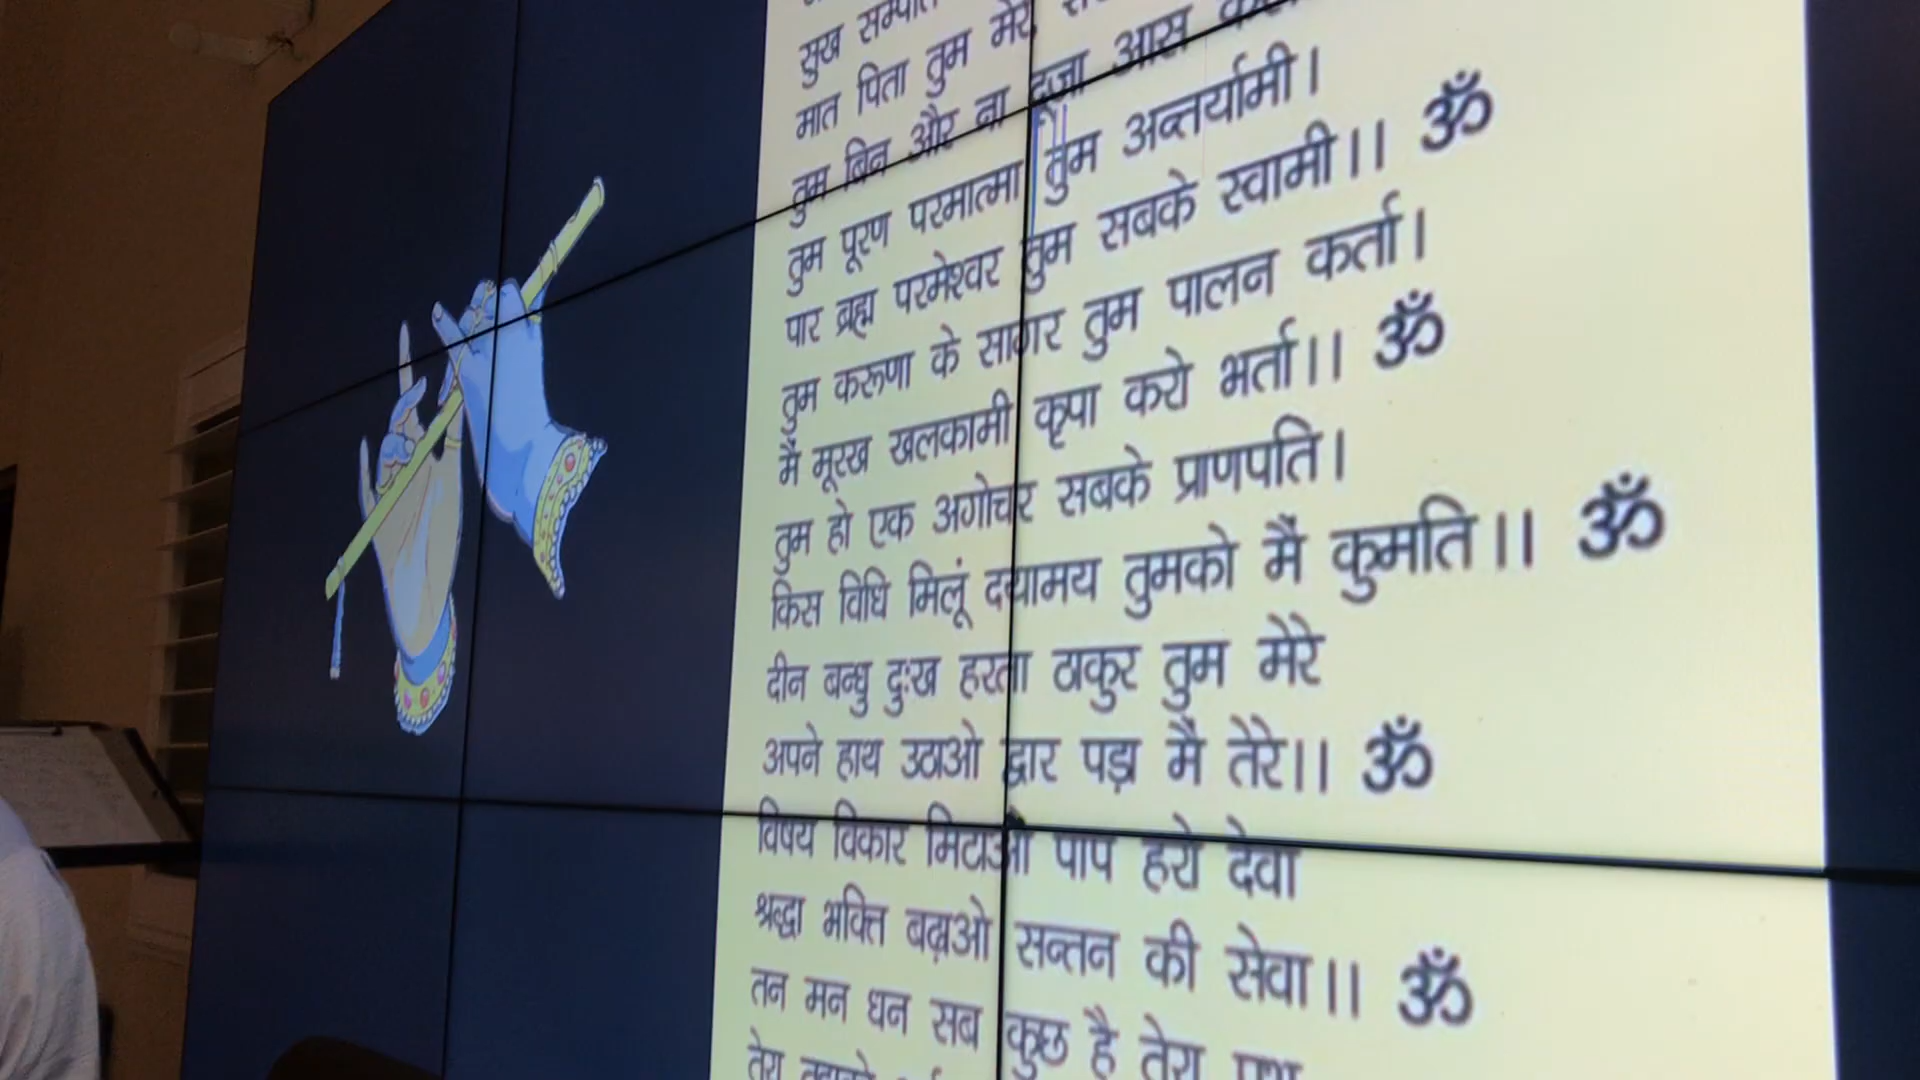 सुख सम्पति
मात पिता तुम मेरे
तुम बिन और ना दूजा आस
तुम पूरण परमात्मा तुम अन्तर्यामी।
पार ब्रह्म परमेश्वर तुम सबके स्वामी।। ॐ
तुम करूणा के सागर तुम पालन कर्ता।
मैं मूरख खलकामी कृपा करो भर्ता।। ॐ
तुम हो एक अगोचर सबके प्राणपति।
किस विधि मिलूं दयामय तुमको मैं कुमति।। ॐ
दीन बन्धु दुःख हरता ठाकुर तुम मेरे
अपने हाथ उठाओ द्वार पड़ा मै तेरे।। ॐ
विषय विकार मिटाओ पाप हरो देवा
श्रद्धा भक्ति बढ़ाओ सन्तन की सेवा।। ॐ
तन मन धन सब कुछ है तेरा
तेरा